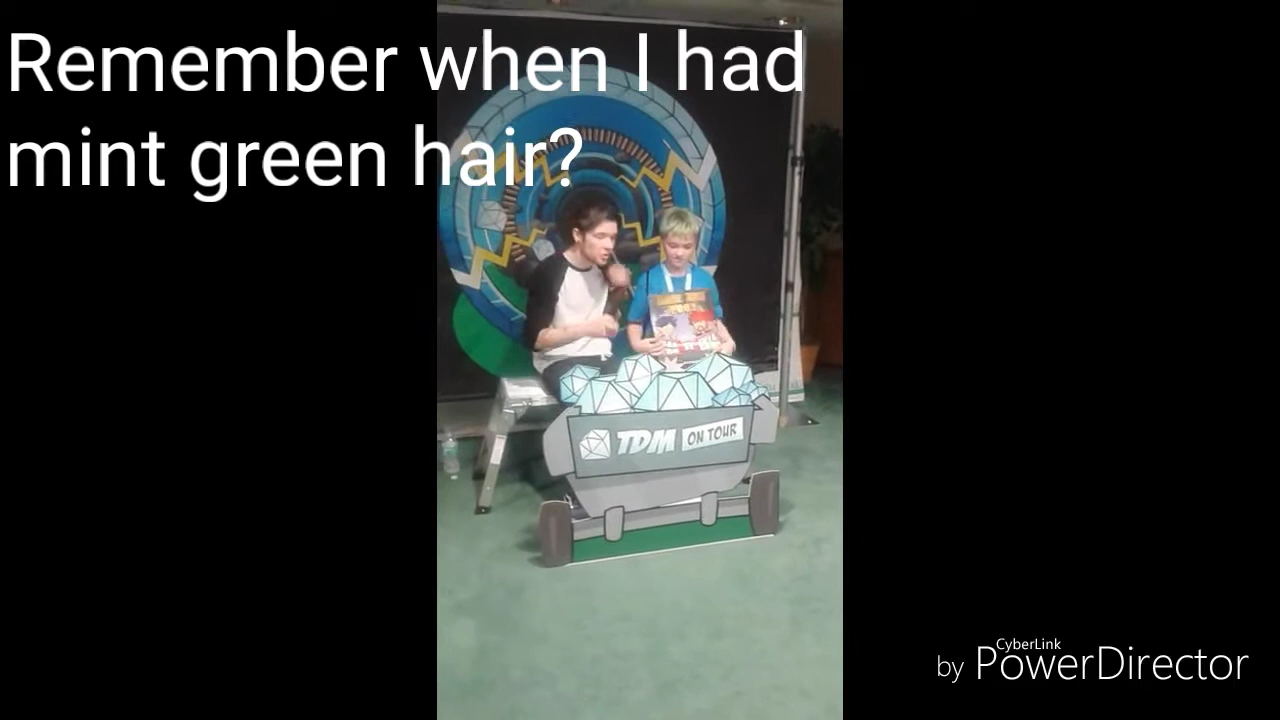 Remember when I had
mint green hair?
TDM ON TOUR
CyberLink
by PowerDirector